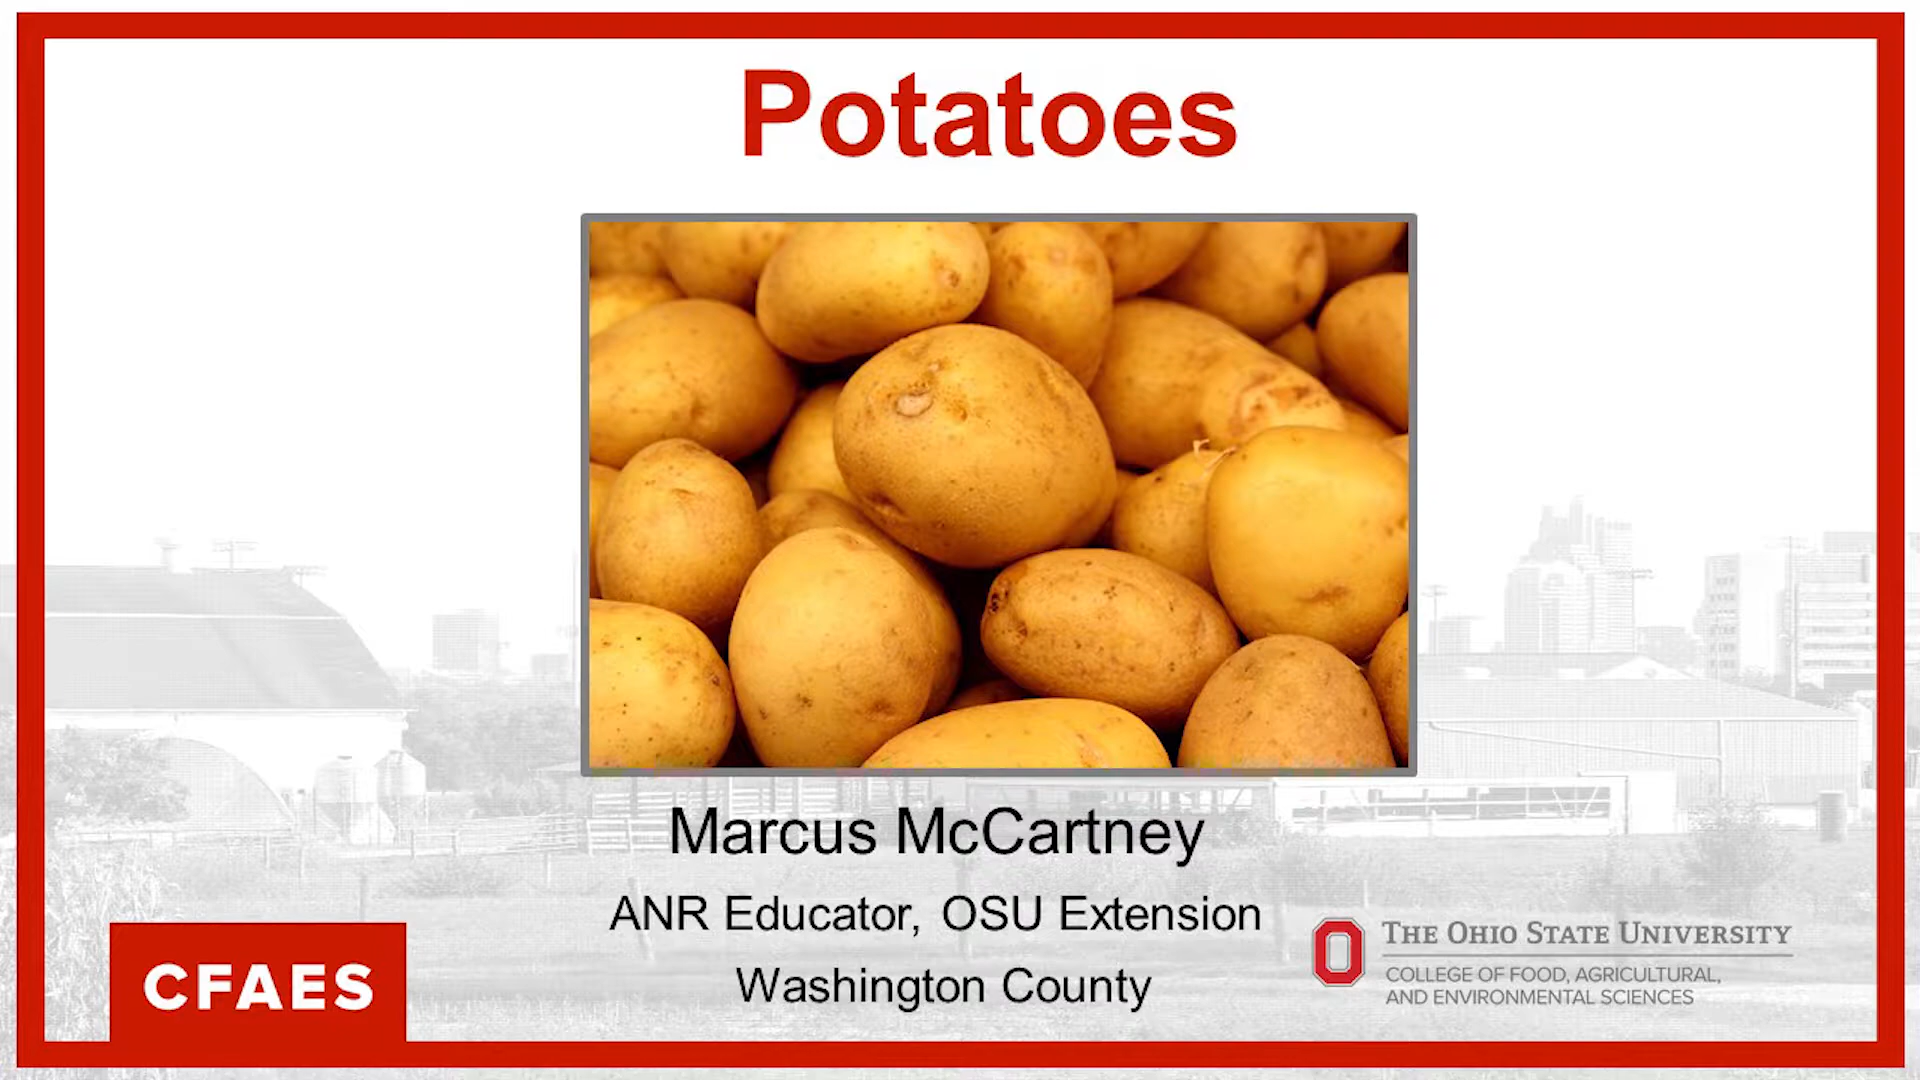 Potatoes
Marcus McCartney
ANR Educator, OSU Extension
Washington County
CFAES
THE OHIO STATE UNIVERSITY
COLLEGE OF FOOD, AGRICULTURAL,
AND ENVIRONMENTAL SCIENCES